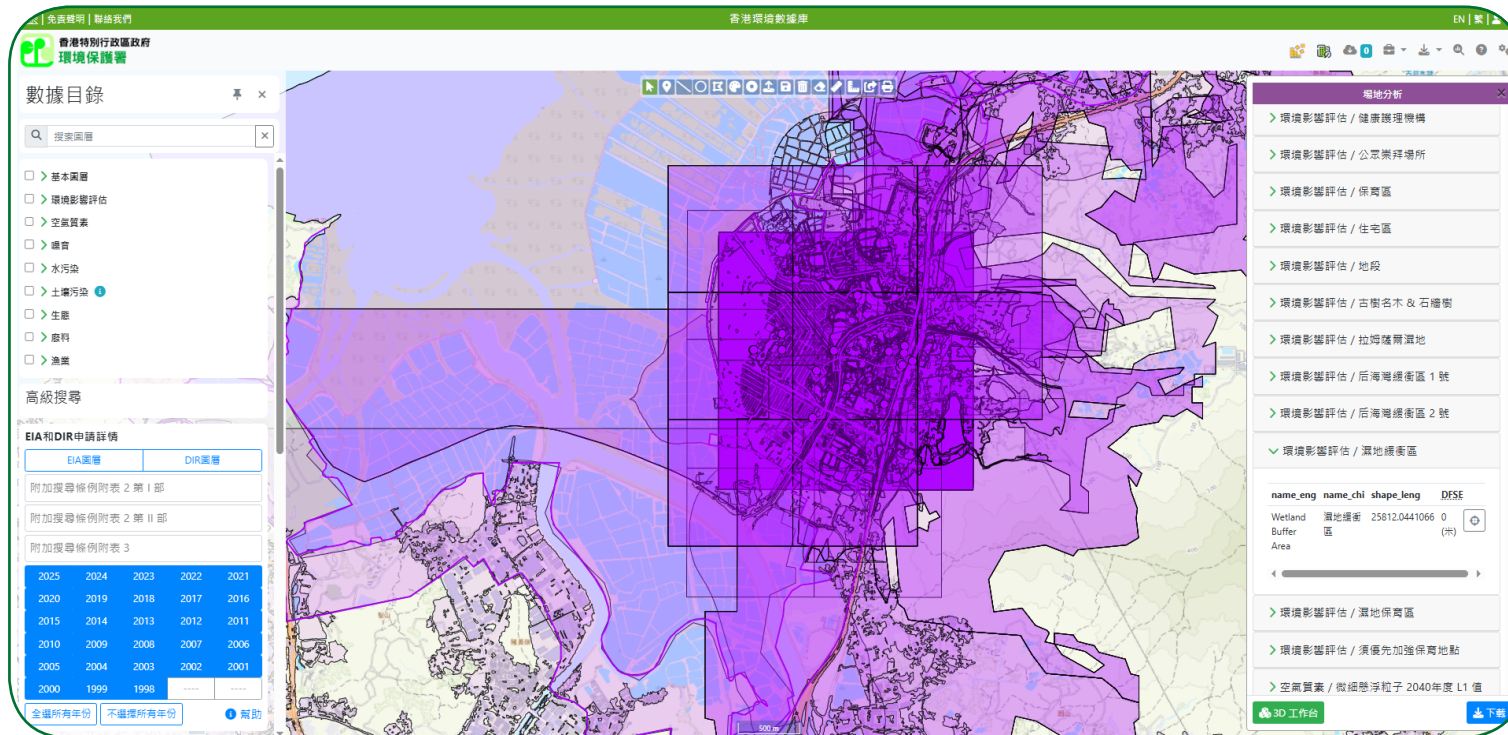 | 免責聲明 | 聯絡我們
香港環境數據庫
EN | 繁 |
香港特別行政區政府
環境保護署
0
數據目錄
搜索圖層
基本圖層
環境影響評估
空氣質素
噪音
水污染
土壤污染
生態
廢料
漁業
高級搜尋
EIA和DIR申請詳情
EIA圖層
DIR圖層
附加搜尋條例附表 2 第 I 部
附加搜尋條例附表 2 第 II 部
附加搜尋條例附表 3
2025 2024 2023 2022 2021
2020 2019 2018 2017 2016
2015 2014 2013 2012 2011
2010 2009 2008 2007 2006
2005 2004 2003 2002 2001
2000 1999 1998 ---- ----
全選所有年份
不選擇所有年份
幫助
500 m
場地分析
環境影響評估 / 健康護理機構
環境影響評估 / 公眾崇拜場所
環境影響評估 / 保育區
環境影響評估 / 住宅區
環境影響評估 / 地段
環境影響評估 / 古樹名木 & 石牆樹
環境影響評估 / 拉姆薩爾濕地
環境影響評估 / 后海灣緩衝區 1 號
環境影響評估 / 后海灣緩衝區 2 號
環境影響評估 / 濕地緩衝區
name_eng name_chi shape_leng DFSE
Wetland 濕地緩衝 25812.0441066 0
Buffer 區 (米)
Area
環境影響評估 / 濕地保育區
環境影響評估 / 須優先加強保育地點
空氣質素 / 微細懸浮粒子 2040年度 L1 值
3D 工作台
下載